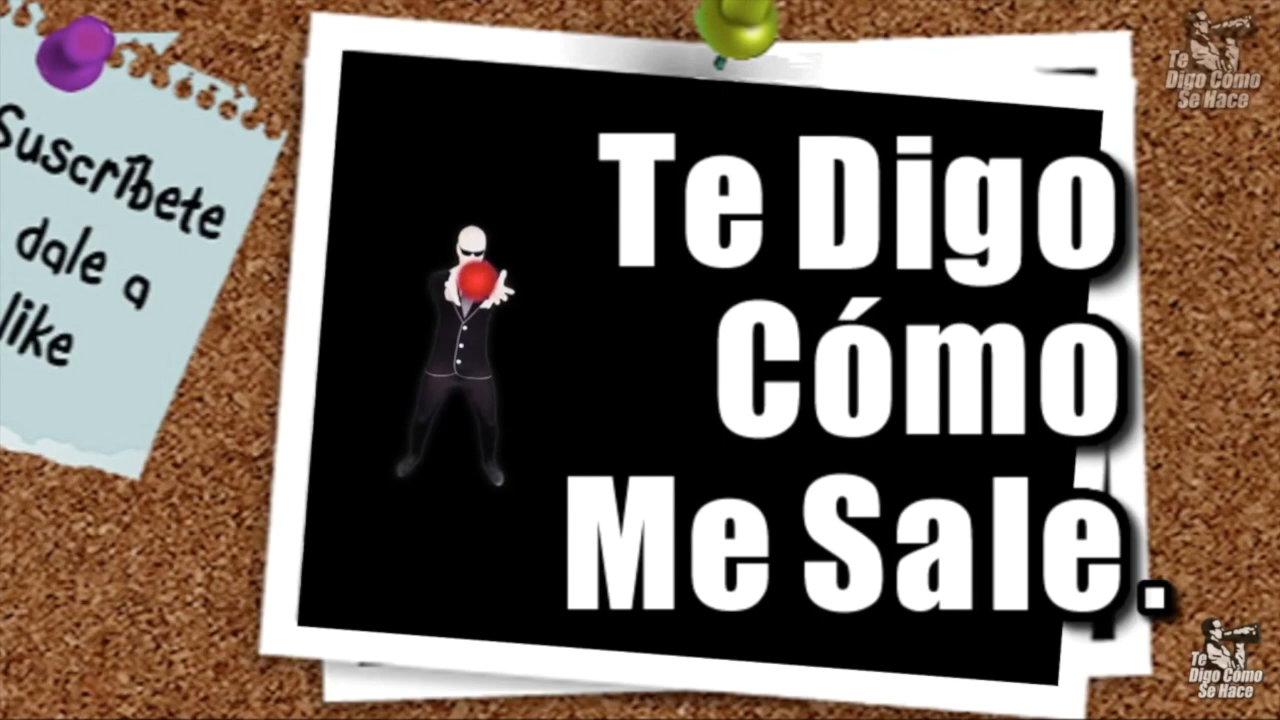 Suscríbete
dale a
like
Te Digo
Cómo
Me Sale.
Te
Digo Cómo
Se Hace
Te
Digo Cómo
Se Hace